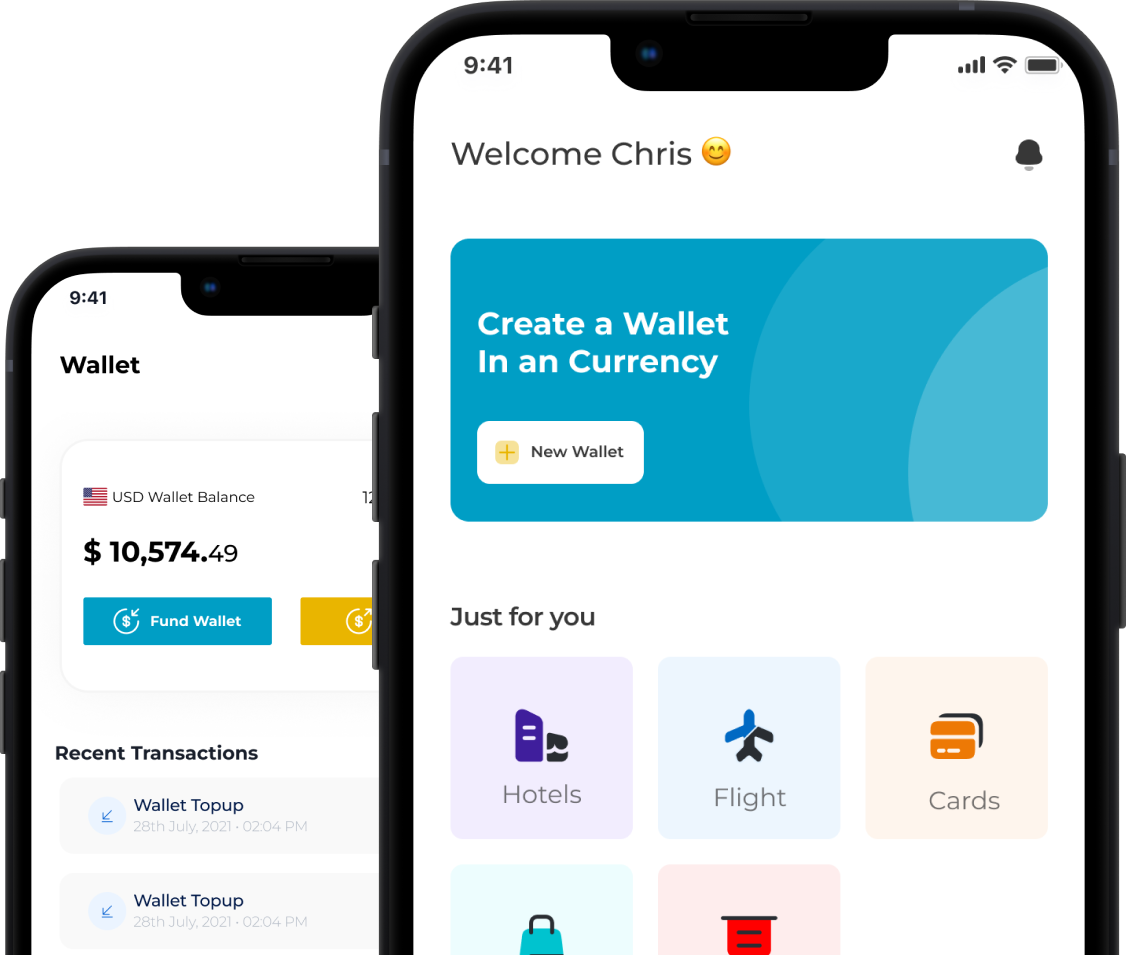 9:41
Welcome Chris 😊
Create a Wallet
In an Currency
New Wallet
Just for you
Hotels
Flight
Cards
9:41
Wallet
USD Wallet Balance
$ 10,574.49
Fund Wallet
Recent Transactions
Wallet Topup
28th July, 2021 • 02:04 PM
Wallet Topup
28th July, 2021 • 02:04 PM